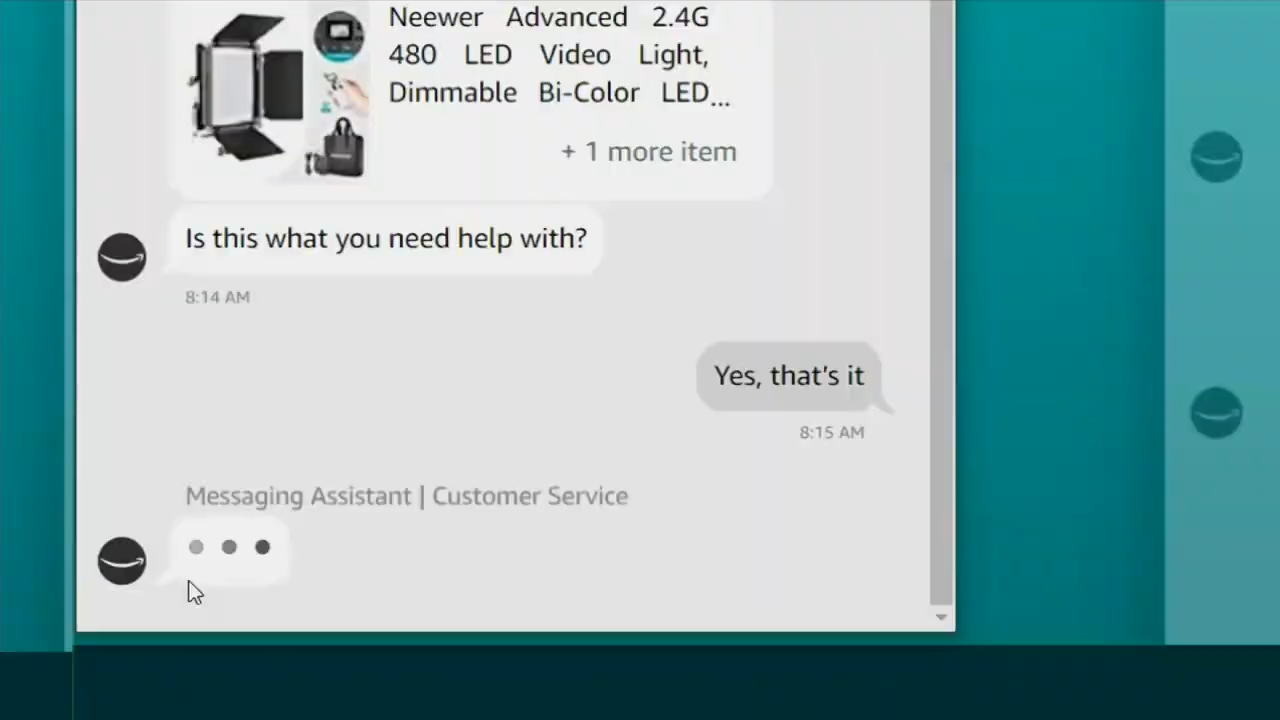 Neewer Advanced 2.4G
480 LED Video Light,
Dimmable Bi-Color LED...
+ 1 more item
Is this what you need help with?
8:14 AM
Yes, that's it
8:15 AM
Messaging Assistant | Customer Service